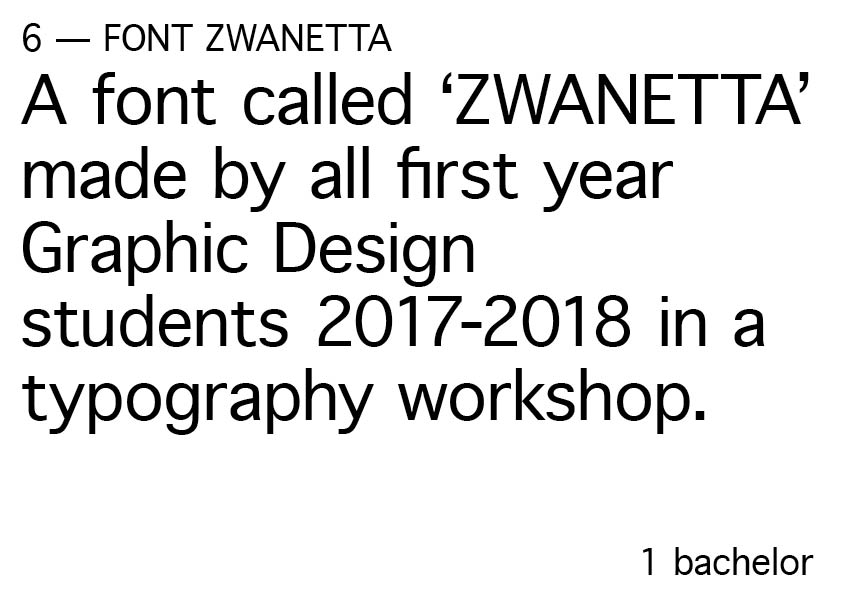 6 — FONT ZWANETTA
A font called ‘ZWANETTA’
made by all first year
Graphic Design
students 2017-2018 in a
typography workshop.
1 bachelor